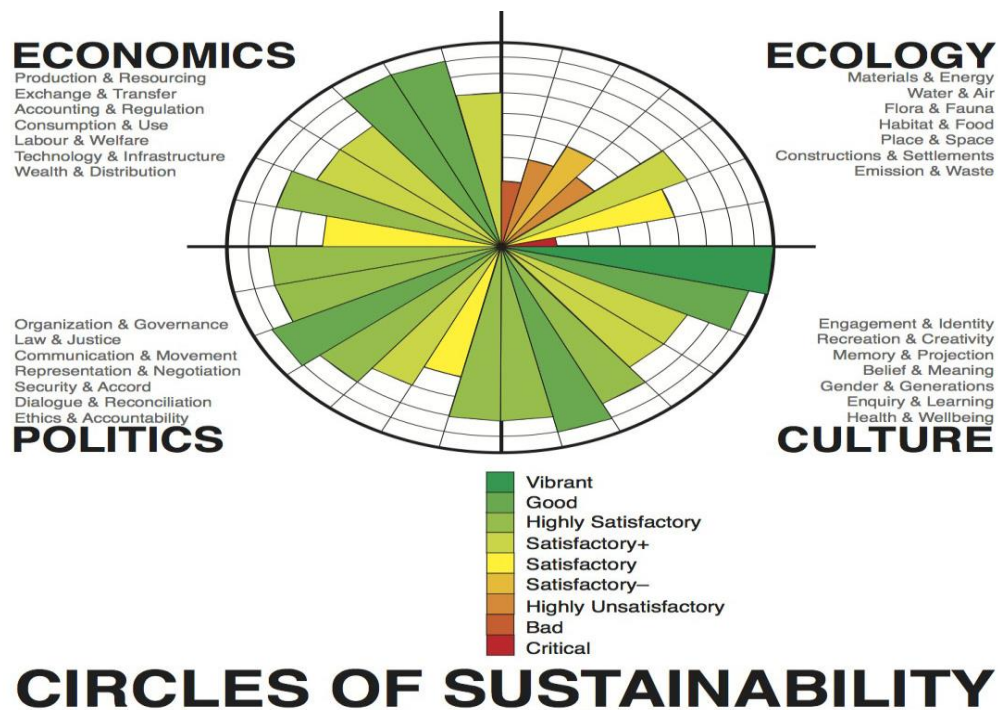 ECONOMICS
Production & Resourcing
Exchange & Transfer
Accounting & Regulation
Consumption & Use
Labour & Welfare
Technology & Infrastructure
Wealth & Distribution
ECOLOGY
Materials & Energy
Water & Air
Flora & Fauna
Habitat & Food
Place & Space
Constructions & Settlements
Emission & Waste
Organization & Governance
Law & Justice
Communication & Movement
Representation & Negotiation
Security & Accord
Dialogue & Reconciliation
Ethics & Accountability
POLITICS
Engagement & Identity
Recreation & Creativity
Memory & Projection
Belief & Meaning
Gender & Generations
Enquiry & Learning
Health & Wellbeing
CULTURE
Vibrant
Good
Highly Satisfactory
Satisfactory+
Satisfactory
Satisfactory–
Highly Unsatisfactory
Bad
Critical
CIRCLES OF SUSTAINABILITY